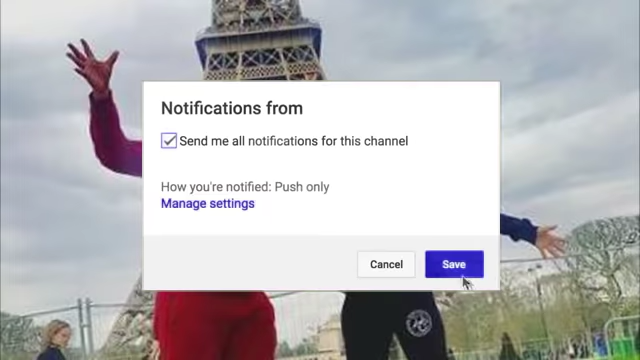 Notifications from
Send me all notifications for this channel
How you're notified: Push only
Manage settings
Cancel
Save